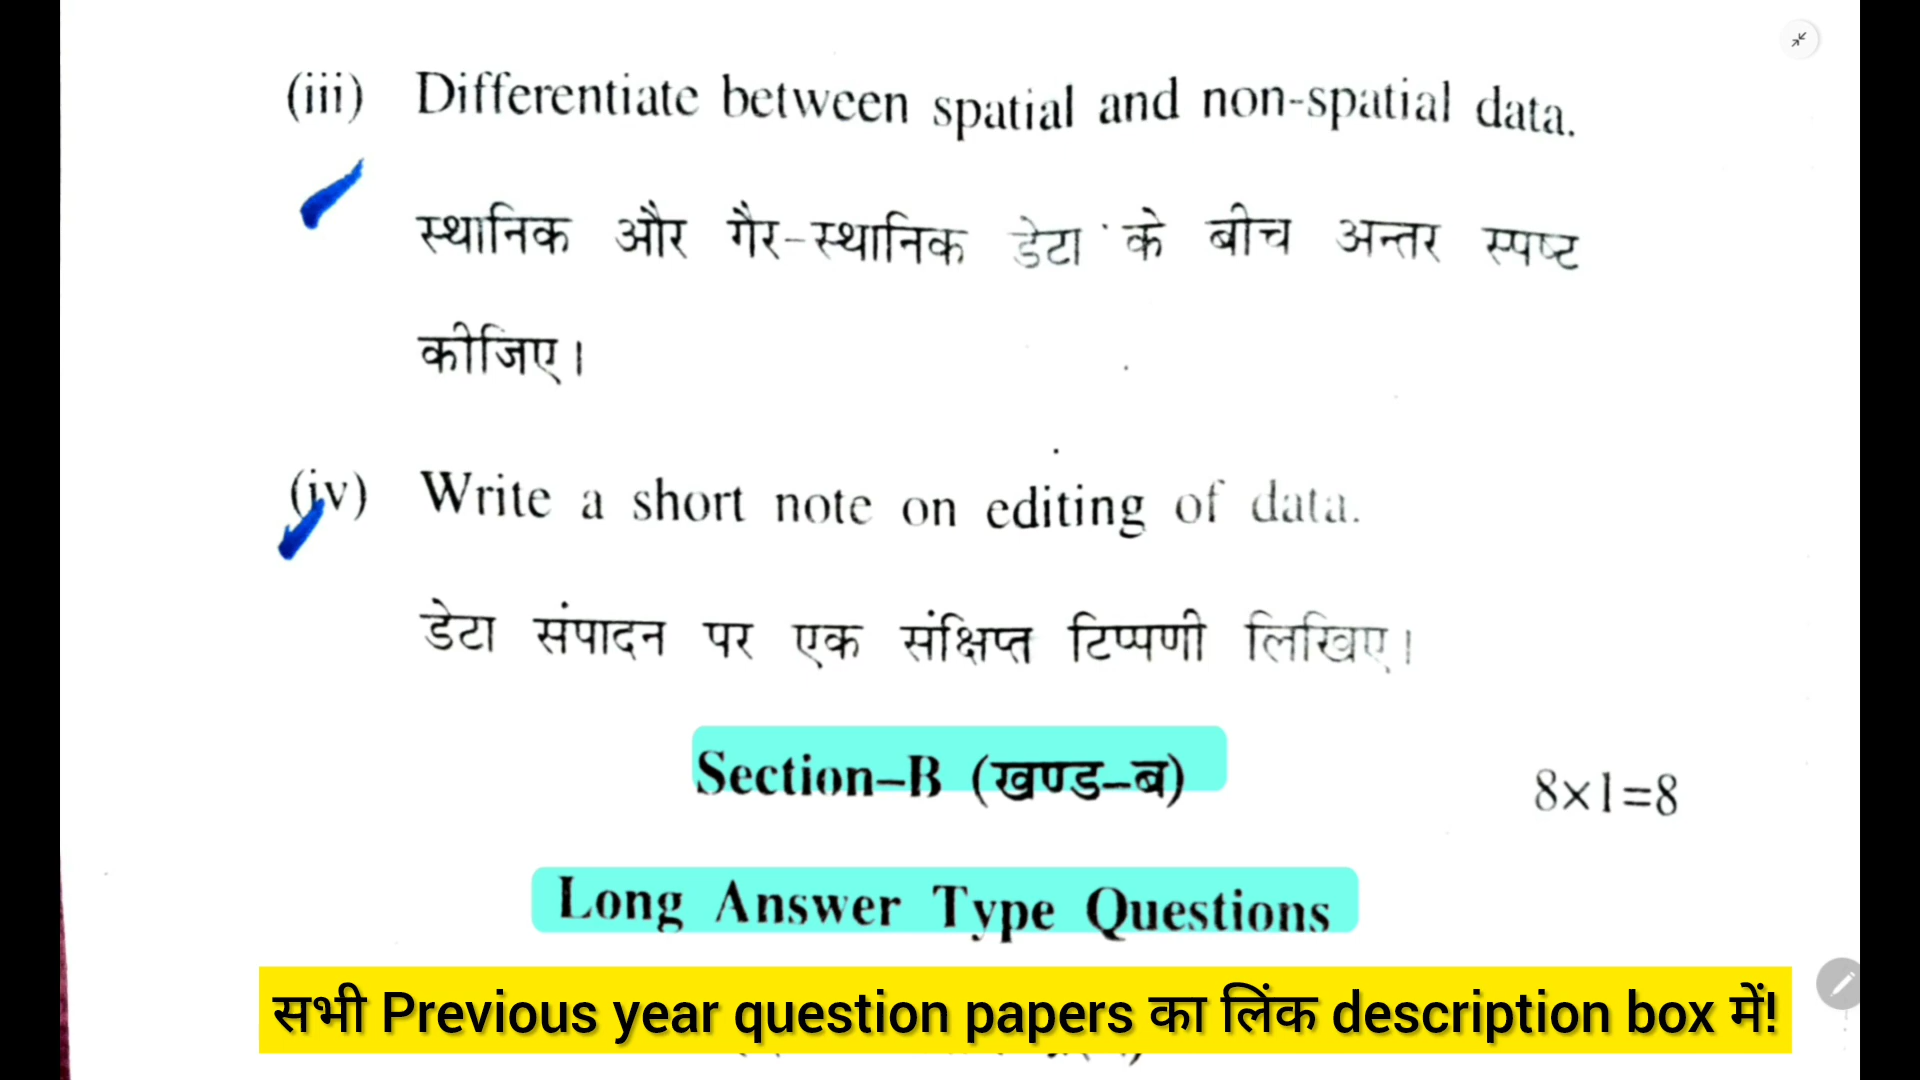 (iii) Differentiate between spatial and non-spatial data.
स्थानिक और गैर-स्थानिक डेटा के बीच अन्तर स्पष्ट
कीजिए।
(iv) Write a short note on editing of data.
डेटा संपादन पर एक संक्षिप्त टिप्पणी लिखिए।
Section–B (खण्ड–ब)
8×1=8
Long Answer Type Questions
सभी Previous year question papers का लिंक description box में!